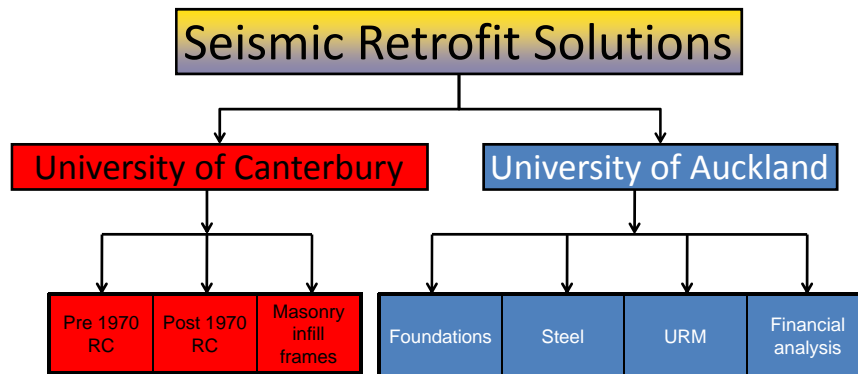 Seismic Retrofit Solutions
University of Canterbury
University of Auckland
Pre 1970
RC
Post 1970
RC
Masonry
infill
frames
Foundations
Steel
URM
Financial
analysis